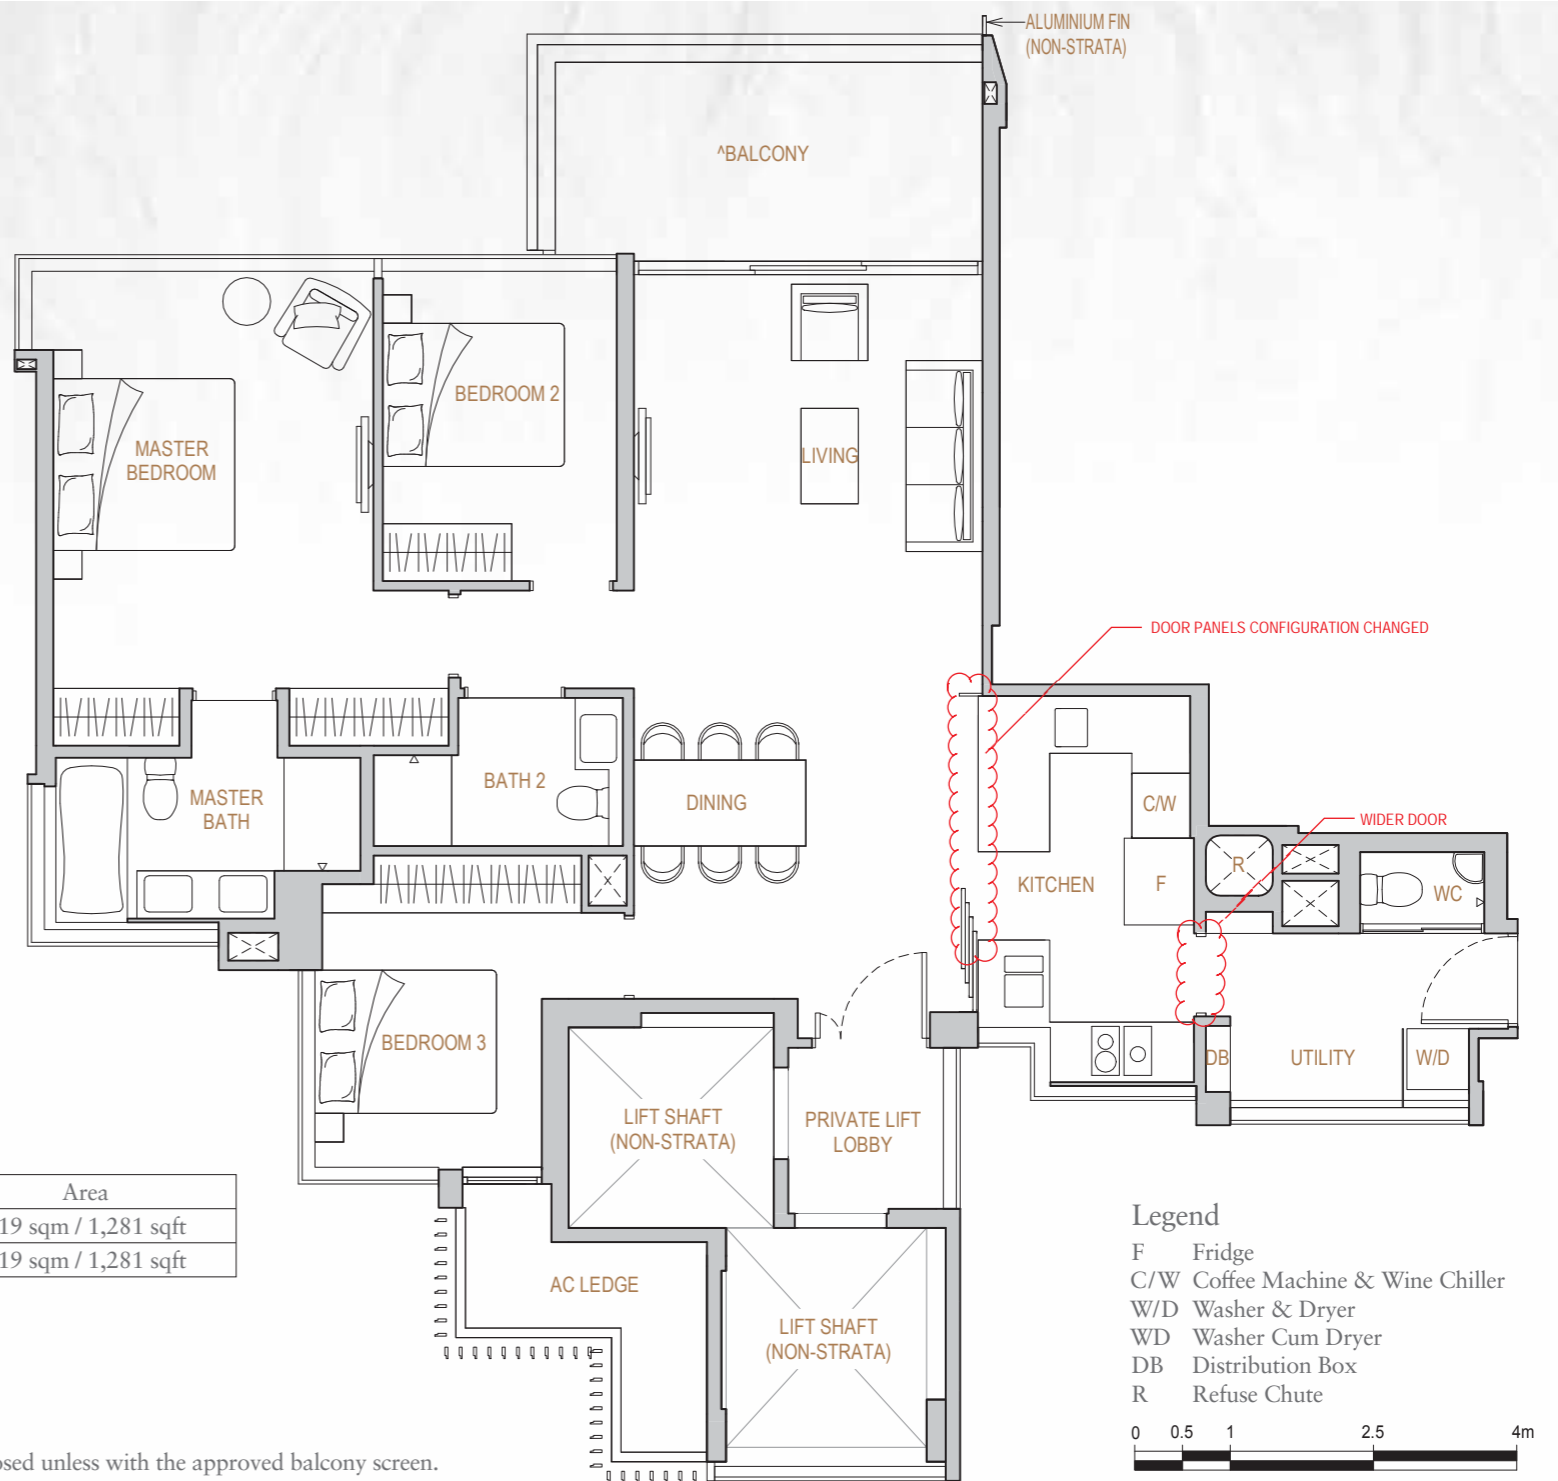 ALUMINIUM FIN
(NON-STRATA)
^BALCONY
BEDROOM 2
MASTER
BEDROOM
LIVING
DOOR PANELS CONFIGURATION CHANGED
BATH 2
MASTER
BATH
DINING
C/W
WIDER DOOR
KITCHEN
F
R
WC
BEDROOM 3
DB
UTILITY
W/D
LIFT SHAFT
(NON-STRATA)
PRIVATE LIFT
LOBBY
Area
19 sqm / 1,281 sqft
19 sqm / 1,281 sqft
AC LEDGE
LIFT SHAFT
(NON-STRATA)
Legend
F Fridge
C/W Coffee Machine & Wine Chiller
W/D Washer & Dryer
WD Washer Cum Dryer
DB Distribution Box
R Refuse Chute
0 0.5 1 2.5 4m
osed unless with the approved balcony screen.